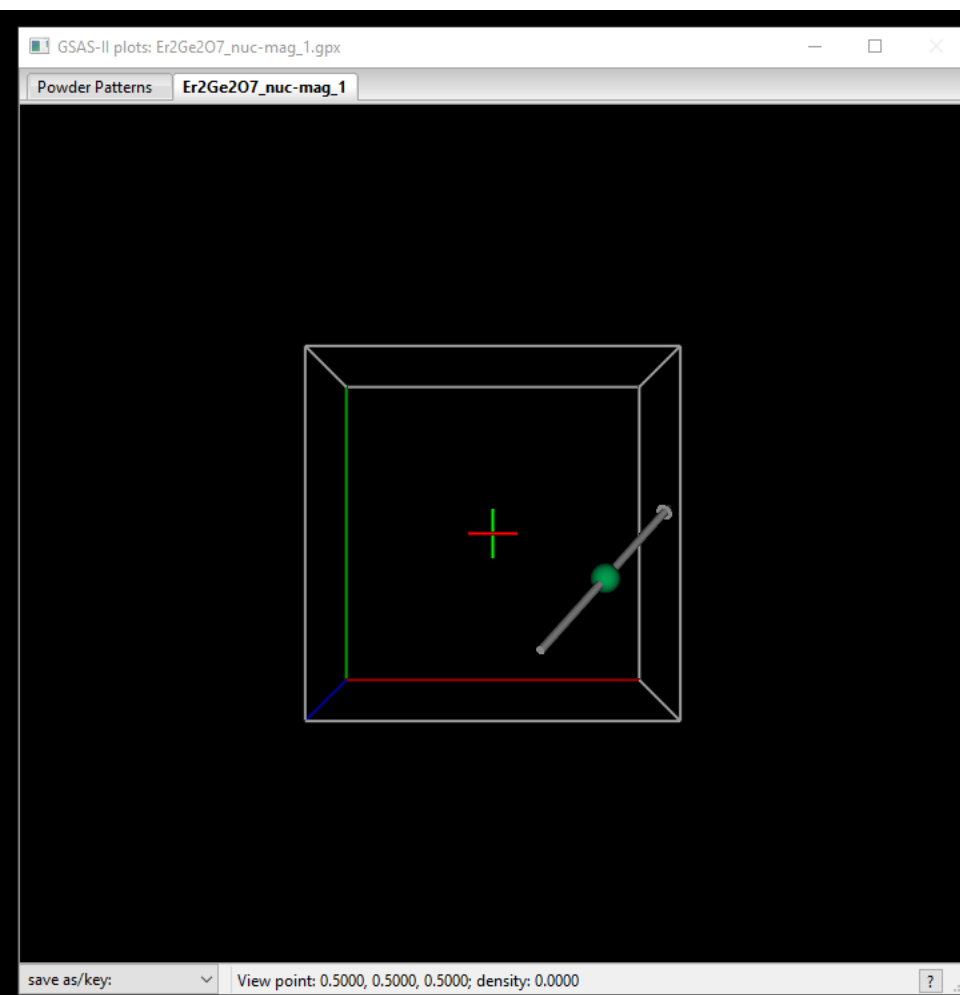 GSAS-II plots: Er2Ge2O7_nuc-mag_1.gpx
Powder Patterns Er2Ge2O7_nuc-mag_1
save as/key: View point: 0.5000, 0.5000, 0.5000; density: 0.0000 ?